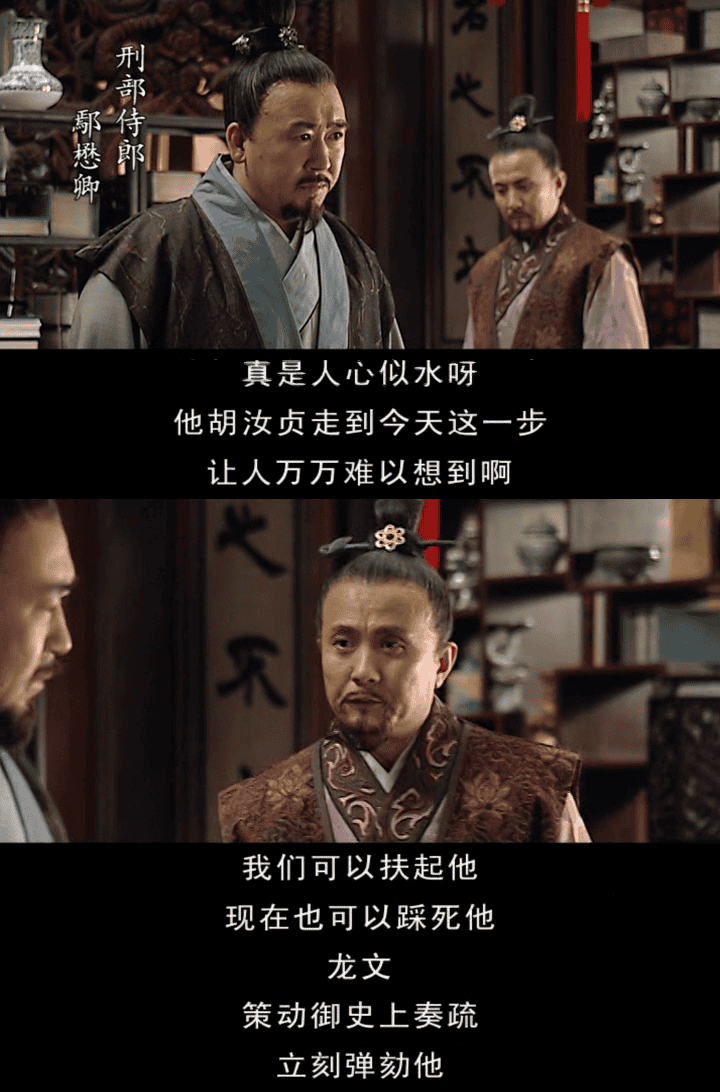 刑部侍郎
鄢懋卿
真是人心似水呀
他胡汝贞走到今天这一步
让人万万难以想到啊
我们可以扶起他
现在也可以踩死他
龙文
策动御史上奏疏
立刻弹劾他